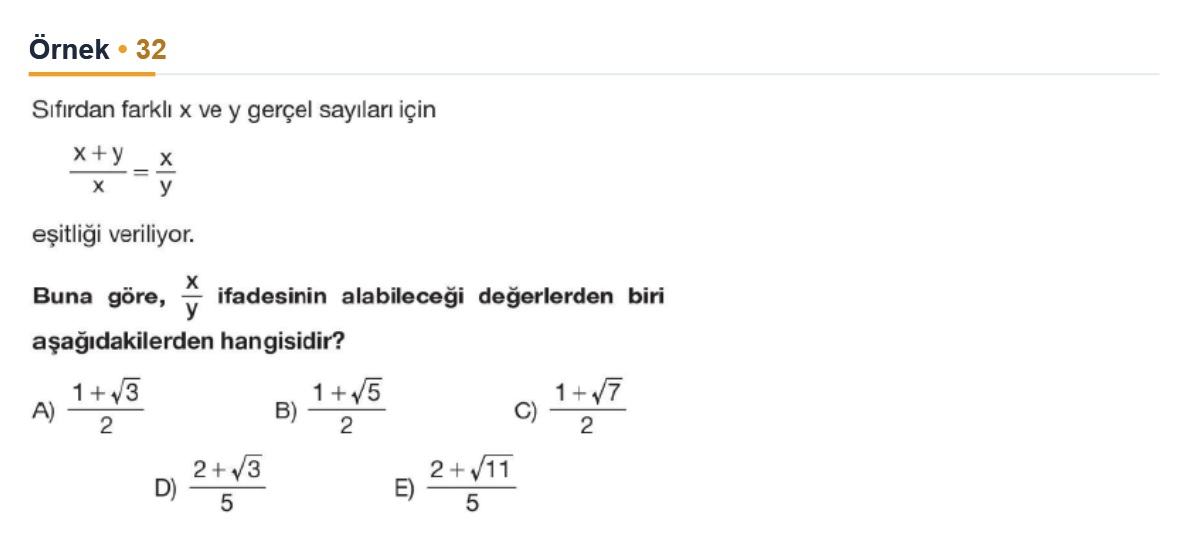 Örnek • 32
Sıfırdan farklı x ve y gerçel sayıları için
(x+y)/x = x/y
eşitliği veriliyor.
Buna göre, x/y ifadesinin alabileceği değerlerden biri
aşağıdakilerden hangisidir?
A) (1+√3)/2 B) (1+√5)/2 C) (1+√7)/2
D) (2+√3)/5 E) (2+√11)/5